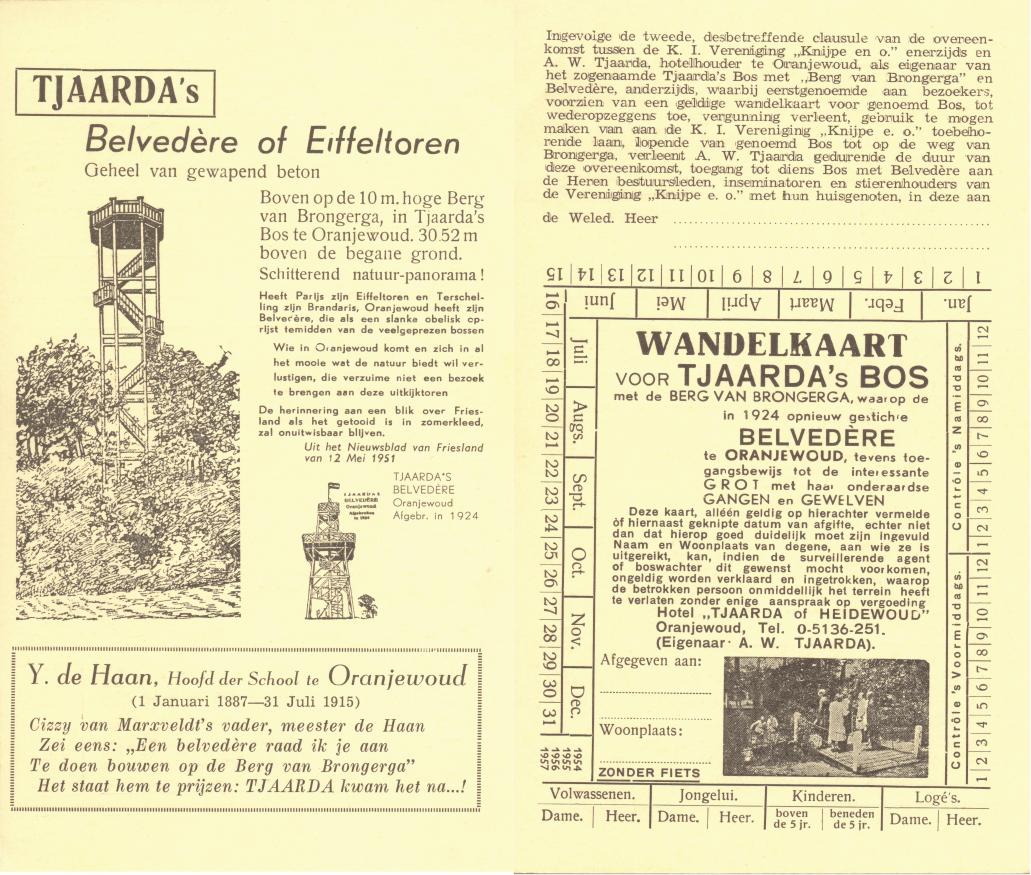 TJAARDA's
Belvedère of Eiffeltoren
Geheel van gewapend beton
Boven op de 10 m. hoge Berg
van Brongerga, in Tjaarda's
Bos te Oranjewoud. 30.52 m
boven de begane grond.
Schitterend natuur-panorama!
Heeft Parijs zijn Eiffeltoren en Terschel-
ling zijn Brandaris, Oranjewoud heeft zijn
Belverère, die als een slanke obelisk op-
rijst temidden van de veelgeprezen bossen
Wie in Oranjewoud komt en zich in al
het mooie wat de natuur biedt wil ver-
lustigen, die verzuime niet een bezoek
te brengen aan deze uitkijktoren
De herinnering aan een blik over Fries-
land als het getooid is in zomerkleed,
zal onuitwisbaar blijven.
Uit het Nieuwsblad van Friesland
van 12 Mei 1951
TJAARDA'S
BELVEDÈRE
Oranjewoud
Afgebr. in 1924
TJAARDA'S
BELVEDÈRE
Oranjewoud
Afgebroken
in 1924
Y. de Haan, Hoofd der School te Oranjewoud
(1 Januari 1887—31 Juli 1915)
Cizzy van Marxveldt's vader, meester de Haan
Zei eens: „Een belvedère raad ik je aan
Te doen bouwen op de Berg van Brongerga”
Het staat hem te prijzen: TJAARDA kwam het na...!
Ingevolge de tweede, desbetreffende clausule van de overeen-
komst tussen de K. I. Vereniging „Knijpe en o.” enerzijds en
A. W. Tjaarda, hotelhouder te Oranjewoud, als eigenaar van
het zogenaamde Tjaarda's Bos met „Berg van Brongerga” en
Belvedère, anderzijds, waarbij eerstgenoemde aan bezoekers,
voorzien van een geldige wandelkaart voor genoemd Bos, tot
wederopzeggens toe, vergunning verleent, gebruik te mogen
maken van aan de K. I. Vereniging „Knijpe e. o.” toebeho-
rende laan, lopende van genoemd Bos tot op de weg van
Brongerga, verleent A. W. Tjaarda gedurende de duur van
deze overeenkomst, toegang tot diens Bos met Belvedère aan
de Heren bestuursleden, inseminatoren en stierenhouders van
de Vereniging „Knijpe e. o.” met hun huisgenoten, in deze aan
de Weled. Heer
1 2 3 4 5 6 7 8 9 10 11 12 13 14 15
Jan. Febr. Maart April Mei Juni
16 17 18 19 20 21 22 23 24 25 26 27 28 29 30 31
Juli Augs. Sept. Oct. Nov. Dec.
1954
1955
1956
1957
WANDELKAART
VOOR TJAARDA's BOS
met de BERG VAN BRONGERGA, waarop de
in 1924 opnieuw gestichte
BELVEDÈRE
te ORANJEWOUD, tevens toe-
gangsbewijs tot de interessante
GROT met haar onderaardse
GANGEN en GEWELVEN
Deze kaart, alléén geldig op hierachter vermelde
òf hiernaast geknipte datum van afgifte, echter niet
dan dat hierop goed duidelijk moet zijn ingevuld
Naam en Woonplaats van degene, aan wie ze is
uitgereikt, kan, indien de surveillerende agent
of boswachter dit gewenst mocht voorkomen,
ongeldig worden verklaard en ingetrokken, waarop
de betrokken persoon onmiddellijk het terrein heeft
te verlaten zonder enige aanspraak op vergoeding
Hotel „TJAARDA of HEIDEWOUD”
Oranjewoud, Tel. 0-5136-251.
(Eigenaar A. W. TJAARDA).
Afgegeven aan:
Woonplaats:
ZONDER FIETS
Contrôle 's Voormiddags. Contrôle 's Namiddags.
1 2 3 4 5 6 7 8 9 10 11 12 1 2 3 4 5 6 7 8 9 10 11 12
Volwassenen. Jongelui. Kinderen. Logé's.
Dame. Heer. Dame. Heer. boven de 5 jr. beneden de 5 jr. Dame. Heer.